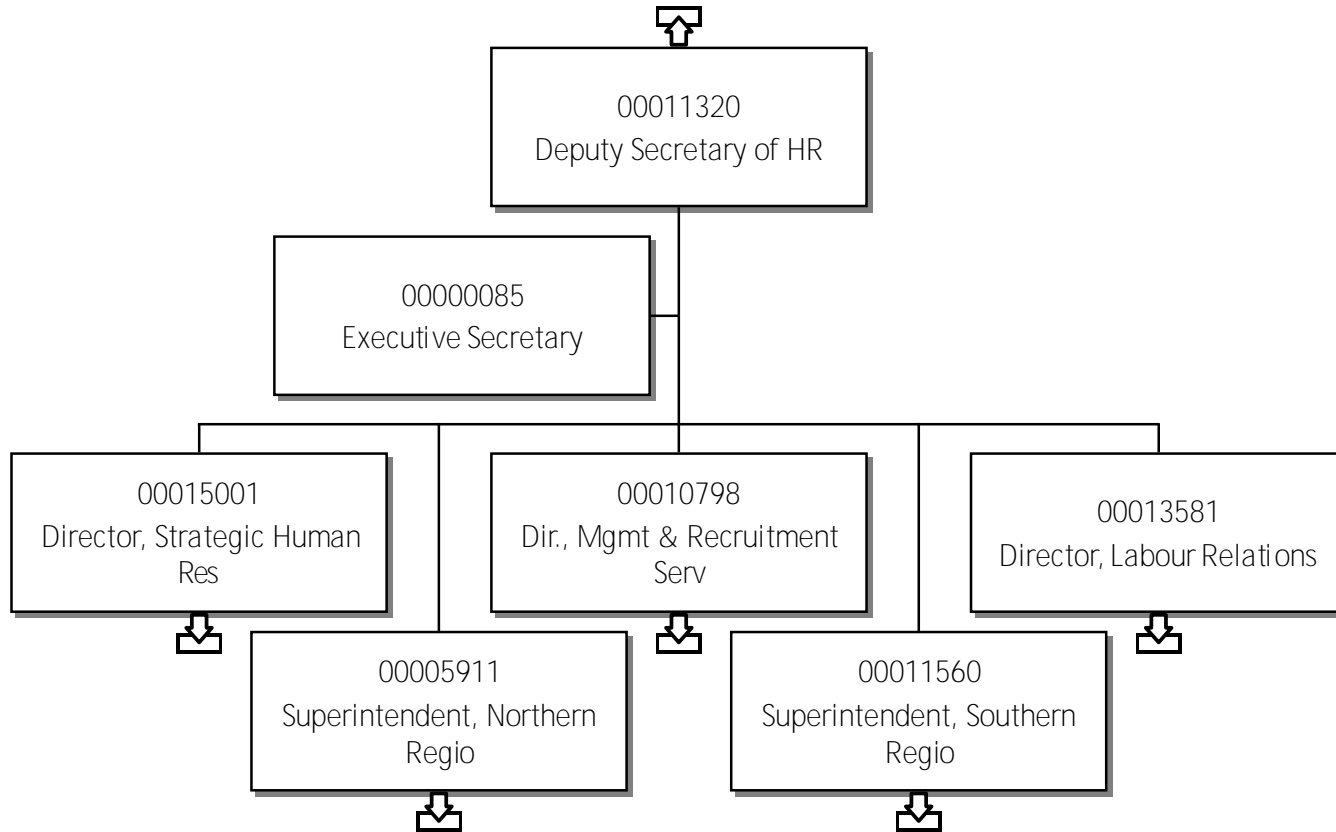 00011320
Deputy Secretary of HR
00000085
Executive Secretary
00015001
Director, Strategic Human
Res
00010798
Dir., Mgmt & Recruitment
Serv
00013581
Director, Labour Relations
00005911
Superintendent, Northern
Regio
00011560
Superintendent, Southern
Regio